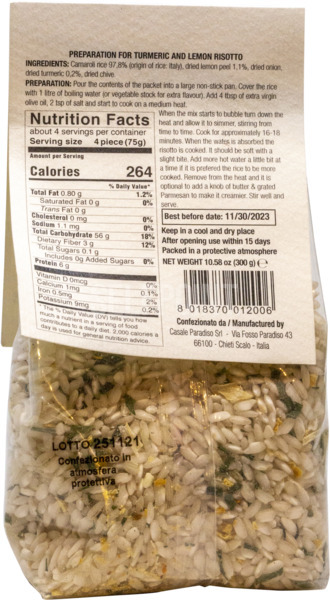 PREPARATION FOR TURMERIC AND LEMON RISOTTO
INGREDIENTS: Carnaroli rice 97,8% (origin of rice: Italy), dried lemon peel 1,1%, dried onion,
dried turmeric 0,2%, dried chive
PREPARATION: Pour the contents of the packet into a large non-stick pan. Cover the rice
with 1 litre of boiling water (or vegetable stock for extra flavour). Add 4 tbsp of extra virgin
olive oil, 2 tsp of salt and start to cook on a medium heat.
When the mix starts to bubble turn down the
heat and allow it to simmer, stirring from
time to time. Cook for approximately 16-18
minutes. When the water is absorbed the
risotto is cooked. It should be soft with a
slight bite. Add more hot water a little bit at
a time if it is prefered the rice to be more
cooked. Remove from the heat and it is
optional to add a knob of butter & grated
Parmesan to make it creamier. Stir well and
serve.
Nutrition Facts
about 4 servings per container
Serving size 4 piece (75g)
Amount per Serving
Calories 264
% Daily Value*
Total Fat 0.80 g 1.2%
Saturated Fat 0 g 0%
Trans Fat 0 g
Cholesterol 0 mg 0%
Sodium 1.1 mg 0%
Total Carbohydrate 56 g 18%
Dietary Fiber 3 g 12%
Total Sugars 0.1 g
Includes 0g Added Sugars 0%
Protein 6 g
Vitamin D 0mcg 0%
Calcium 1mg 0.1%
Iron 0.5mg 2%
Potassium 9mg 0.2%
*The % Daily Value (DV) tells you how
much a nutrient in a serving of food
contributes to a daily diet. 2,000 calories a
day is used for general nutrition advice.
Best before date: 11/30/2023
Keep in a cool and dry place
After opening use within 15 days
Packed in a protective atmosphere
NET WEIGHT 10.58 oz (300 g) ℮
8 018370 012006
Confezionato da / Manufactured by
Casale Paradiso Srl - Via Fosso Paradiso 43
66100 - Chieti Scalo - Italia
LOTTO 251121
Confezionato in
atmosfera
protettiva